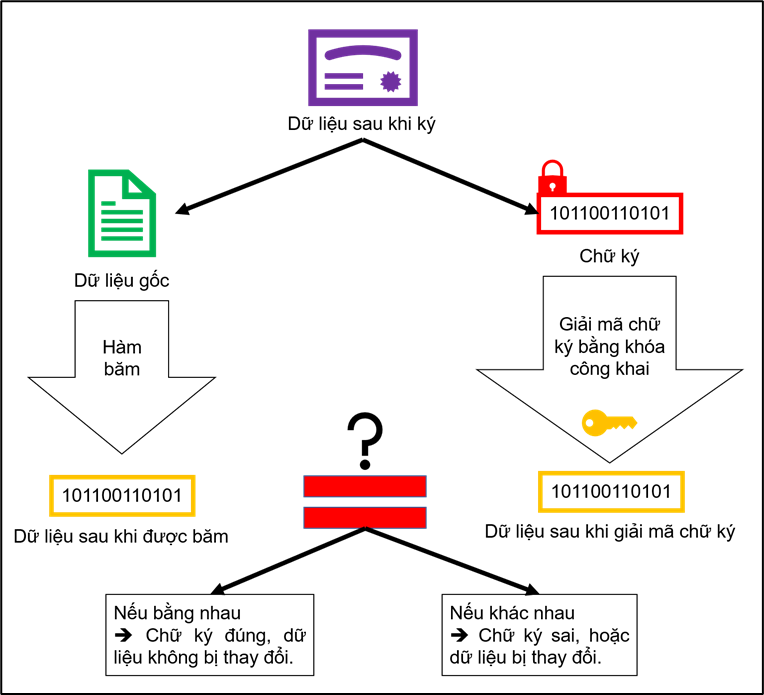 Dữ liệu sau khi ký
101100110101
Chữ ký
Dữ liệu gốc
Hàm
băm
Giải mã chữ
ký bằng khóa
công khai
?
101100110101
Dữ liệu sau khi được băm
101100110101
Dữ liệu sau khi giải mã chữ ký
Nếu bằng nhau
➔ Chữ ký đúng, dữ
liệu không bị thay đổi.
Nếu khác nhau
➔ Chữ ký sai, hoặc
dữ liệu bị thay đổi.